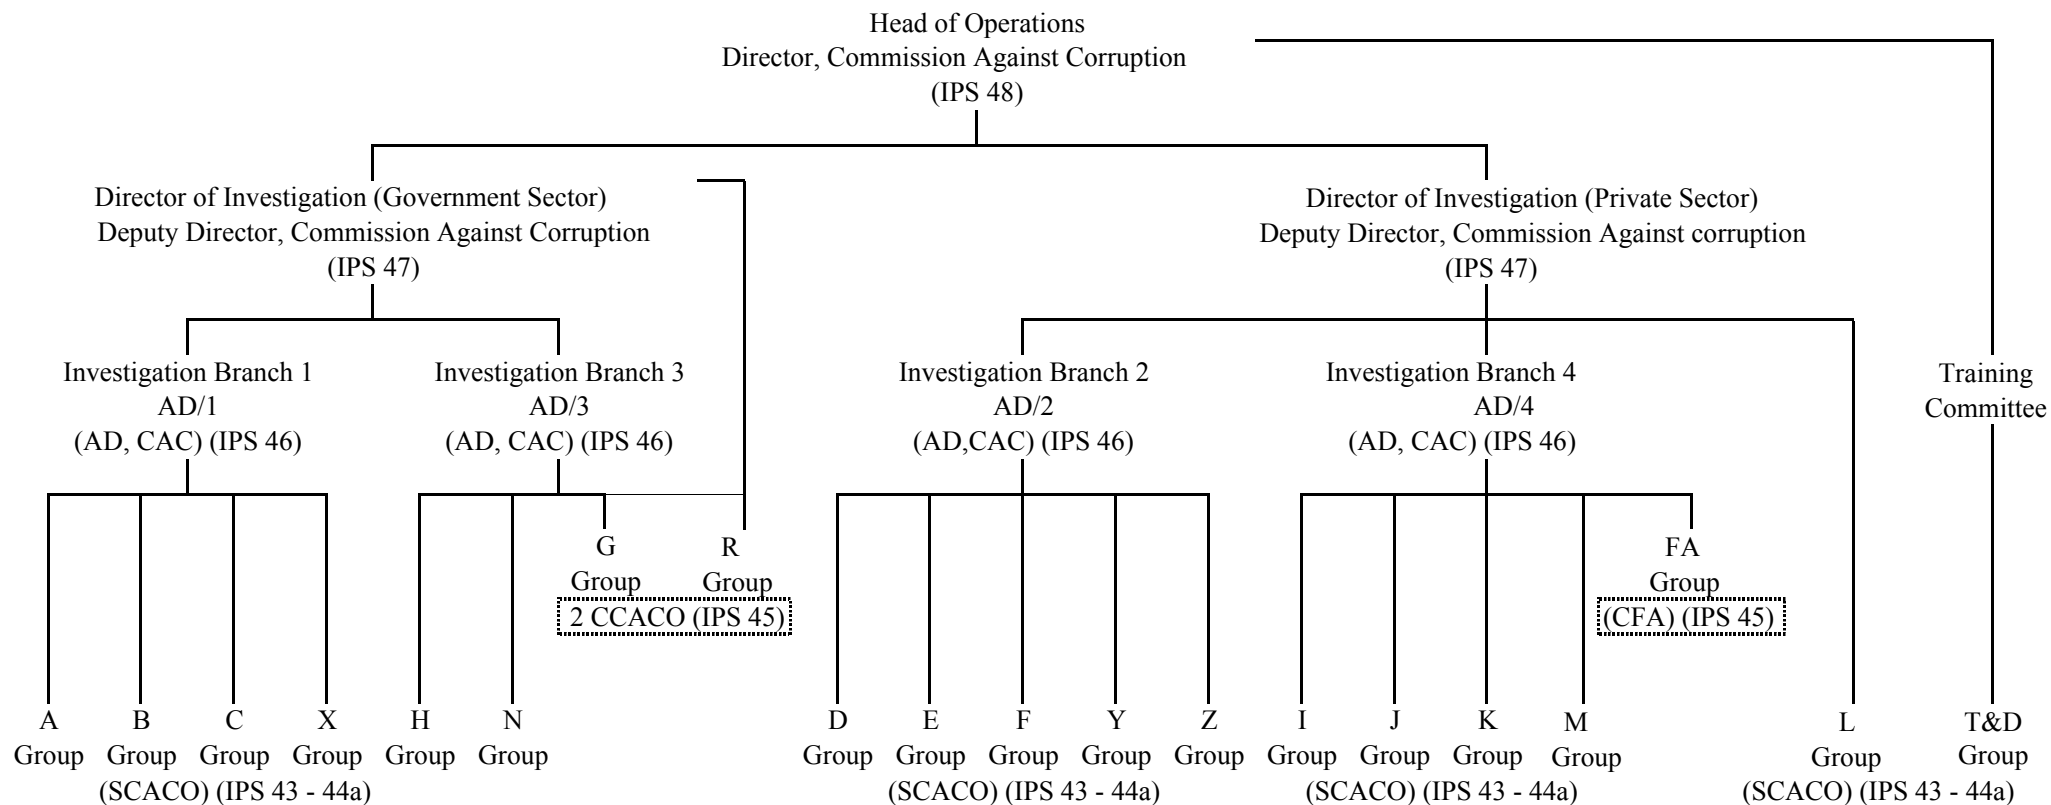 Head of Operations
Director, Commission Against Corruption
(IPS 48)
Director of Investigation (Government Sector)
Deputy Director, Commission Against Corruption
(IPS 47)
Director of Investigation (Private Sector)
Deputy Director, Commission Against corruption
(IPS 47)
Investigation Branch 1
AD/1
(AD, CAC) (IPS 46)
Investigation Branch 3
AD/3
(AD, CAC) (IPS 46)
Investigation Branch 2
AD/2
(AD,CAC) (IPS 46)
Investigation Branch 4
AD/4
(AD, CAC) (IPS 46)
Training
Committee
G
Group
R
Group
2 CCACO (IPS 45)
FA
Group
(CFA) (IPS 45)
A
Group
B
Group
C
Group
X
Group
(SCACO) (IPS 43 - 44a)
H
Group
N
Group
D
Group
E
Group
F
Group
Y
Group
Z
Group
(SCACO) (IPS 43 - 44a)
I
Group
J
Group
K
Group
M
Group
(SCACO) (IPS 43 - 44a)
L
Group
T&D
Group
(SCACO) (IPS 43 - 44a)